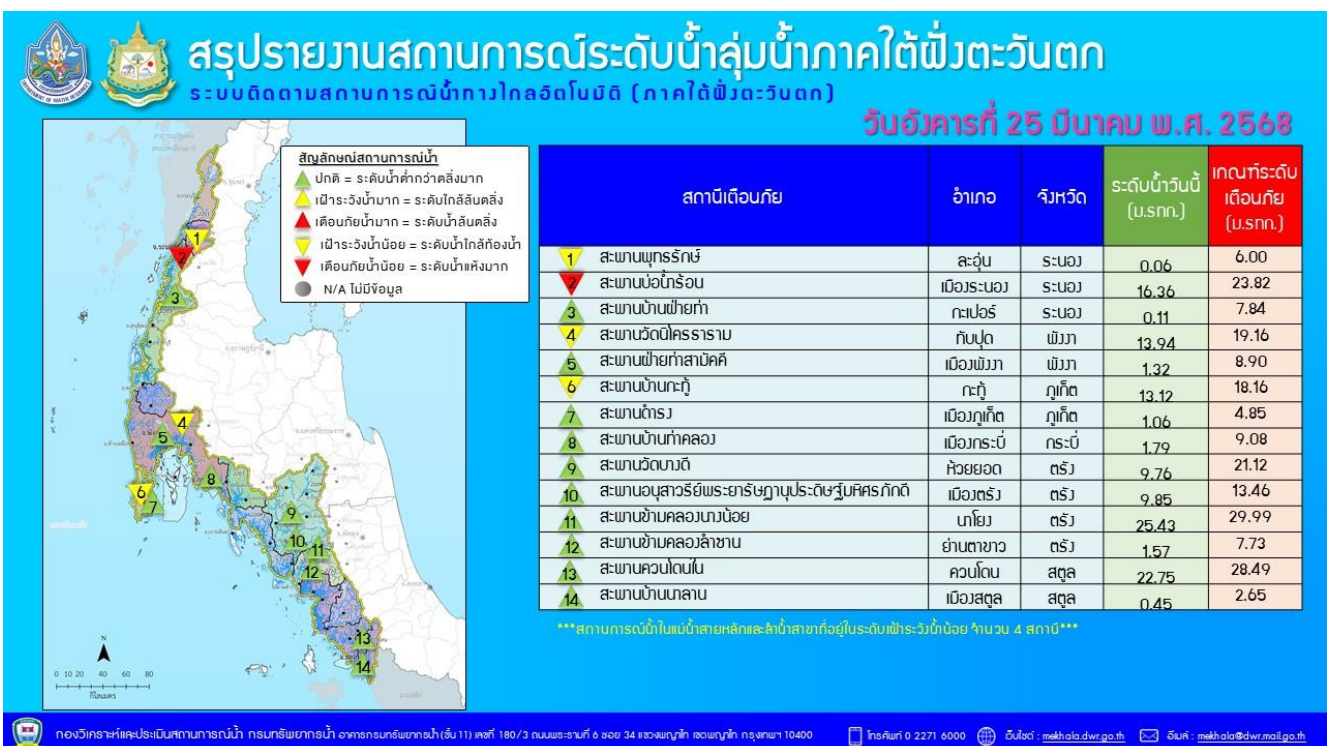 สรุปรายงานสถานการณ์ระดับน้ำลุ่มน้ำภาคใต้ฝั่งตะวันตก
ระบบติดตามสถานการณ์น้ำทางไกลอัตโนมัติ (ภาคใต้ฝั่งตะวันตก)
วันอังคารที่ 25 มีนาคม พ.ศ. 2568
สัญลักษณ์สถานการณ์น้ำ
ปกติ = ระดับน้ำต่ำกว่าตลิ่งมาก
เฝ้าระวังน้ำมาก = ระดับใกล้ล้นตลิ่ง
เตือนภัยน้ำมาก = ระดับน้ำล้นตลิ่ง
เฝ้าระวังน้ำน้อย = ระดับน้ำใกล้ท้องน้ำ
เตือนภัยน้ำน้อย = ระดับน้ำแห้งมาก
N/A ไม่มีข้อมูล
1
2
3
4
5
6
7
8
9
10
11
12
13
14
N
0 10 20 40 60 80
กิโลเมตร
สถานีเตือนภัย อำเภอ จังหวัด ระดับน้ำวันนี้ (ม.รทก.) เกณฑ์ระดับเตือนภัย (ม.รทก.)
1 สะพานพุทธรักษ์ ละอุ่น ระนอง 0.06 6.00
2 สะพานบ่อน้ำร้อน เมืองระนอง ระนอง 16.36 23.82
3 สะพานบ้านฝ่ายท่า กะเปอร์ ระนอง 0.11 7.84
4 สะพานวัดนิโครธาราม ทับปุด พังงา 13.94 19.16
5 สะพานฝ่ายท่าสามัคคี เมืองพังงา พังงา 1.32 8.90
6 สะพานบ้านกะทู้ กะทู้ ภูเก็ต 13.12 18.16
7 สะพานดำรง เมืองภูเก็ต ภูเก็ต 1.06 4.85
8 สะพานบ้านท่าคลอง เมืองกระบี่ กระบี่ 1.79 9.08
9 สะพานวัดบางดี ห้วยยอด ตรัง 9.76 21.12
10 สะพานอนุสาวรีย์พระยารัษฎานุประดิษฐ์มหิศรภักดี เมืองตรัง ตรัง 9.85 13.46
11 สะพานข้ามคลองนางน้อย นาโยง ตรัง 25.43 29.99
12 สะพานข้ามคลองลำชาน ย่านตาขาว ตรัง 1.57 7.73
13 สะพานควนโดนใน ควนโดน สตูล 22.75 28.49
14 สะพานบ้านนาลาน เมืองสตูล สตูล 0.45 2.65
***สถานการณ์น้ำในแม่น้ำสายหลักและลำน้ำสาขาที่อยู่ในระดับเฝ้าระวังน้ำน้อย จำนวน 4 สถานี***
กองวิเคราะห์และประเมินสถานการณ์น้ำ กรมทรัพยากรน้ำ อาคารกรมทรัพยากรน้ำ (ชั้น 11) เลขที่ 180/3 ถนนพระรามที่ 6 ซอย 34 แขวงพญาไท เขตพญาไท กรุงเทพฯ 10400 โทรศัพท์ 0 2271 6000 เว็บไซต์ : mekhala.dwr.go.th อีเมล์ : mekhala@dwr.mail.go.th